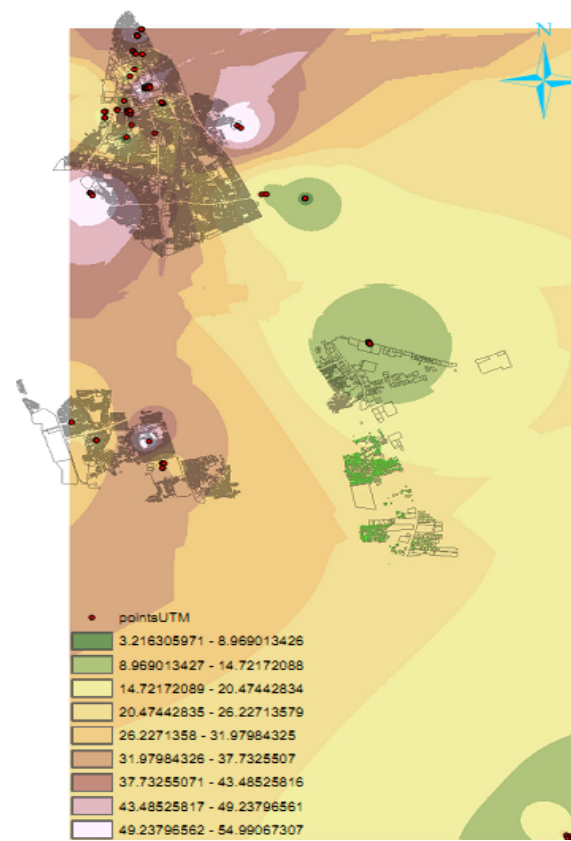 N
pointsUTM
3.216305971 - 8.969013426
8.969013427 - 14.72172088
14.72172089 - 20.47442834
20.47442835 - 26.22713579
26.2271358 - 31.97984325
31.97984326 - 37.7325507
37.73255071 - 43.48525816
43.48525817 - 49.23796561
49.23796562 - 54.99067307